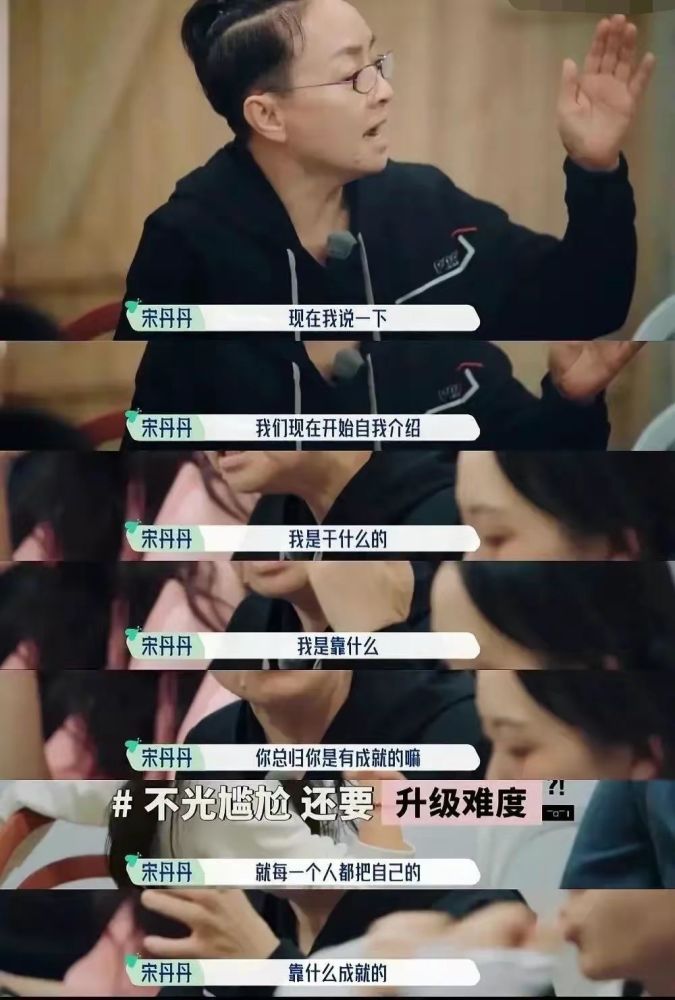 宋丹丹 现在我说一下
宋丹丹 我们现在开始自我介绍
宋丹丹 我是干什么的
宋丹丹 我是靠什么
宋丹丹 你总归你是有成就的嘛
# 不光尴尬 还要 升级难度 ?!
宋丹丹 就每一个人都把自己的
宋丹丹 靠什么成就的